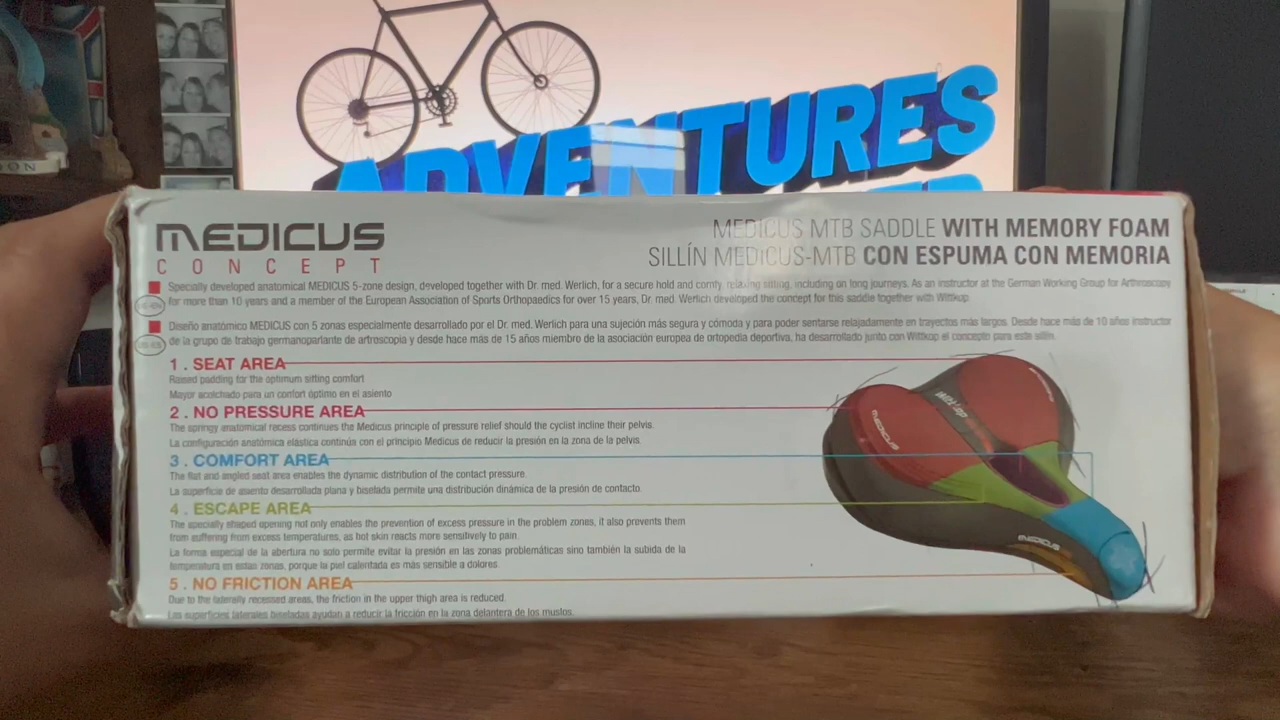 ON
ADVENTURES
MEDICUS
CONCEPT
MEDICUS MTB SADDLE WITH MEMORY FOAM
SILLÍN MEDICUS-MTB CON ESPUMA CON MEMORIA
Specially developed anatomical MEDICUS 5-zone design, developed together with Dr. med. Werlich, for a secure hold and comfy, relaxing sitting, including on long journeys. As an instructor at the German Working Group for Arthroscopy
for more than 10 years and a member of the European Association of Sports Orthopaedics for over 15 years, Dr. med. Werlich developed the concept for this saddle together with Wittkop.
Diseño anatómico MEDICUS con 5 zonas especialmente desarrollado por el Dr. med. Werlich para una sujeción más segura y cómoda y para poder sentarse relajadamente en trayectos más largos. Desde hace más de 10 años instructor
de la grupo de trabajo germanoparlante de artroscopia y desde hace más de 15 años miembro de la asociación europea de ortopedia deportiva, ha desarrollado junto con Wittkop el concepto para este sillín.
1. SEAT AREA
Raised padding for the optimum sitting comfort
Mayor acolchado para un confort óptimo en el asiento
2. NO PRESSURE AREA
The springy anatomical recess continues the Medicus principle of pressure relief should the cyclist incline their pelvis.
La configuración anatómica elástica continúa con el principio Medicus de reducir la presión en la zona de la pelvis.
3. COMFORT AREA
The flat and angled seat area enables the dynamic distribution of the contact pressure.
La superficie de asiento desarrollada plana y biselada permite una distribución dinámica de la presión de contacto.
4. ESCAPE AREA
The specially shaped opening not only enables the prevention of excess pressure in the problem zones, it also prevents them
from suffering from excess temperatures, as hot skin reacts more sensitively to pain.
La forma especial de la abertura no solo permite evitar la presión en las zonas problemáticas sino también la subida de la
temperatura en estas zonas, porque la piel calentada es más sensible a dolores.
5. NO FRICTION AREA
Due to the laterally recessed areas, the friction in the upper thigh area is reduced.
Las superficies laterales biseladas ayudan a reducir la fricción en la zona delantera de los muslos.
MEDICUS
MEDICUS